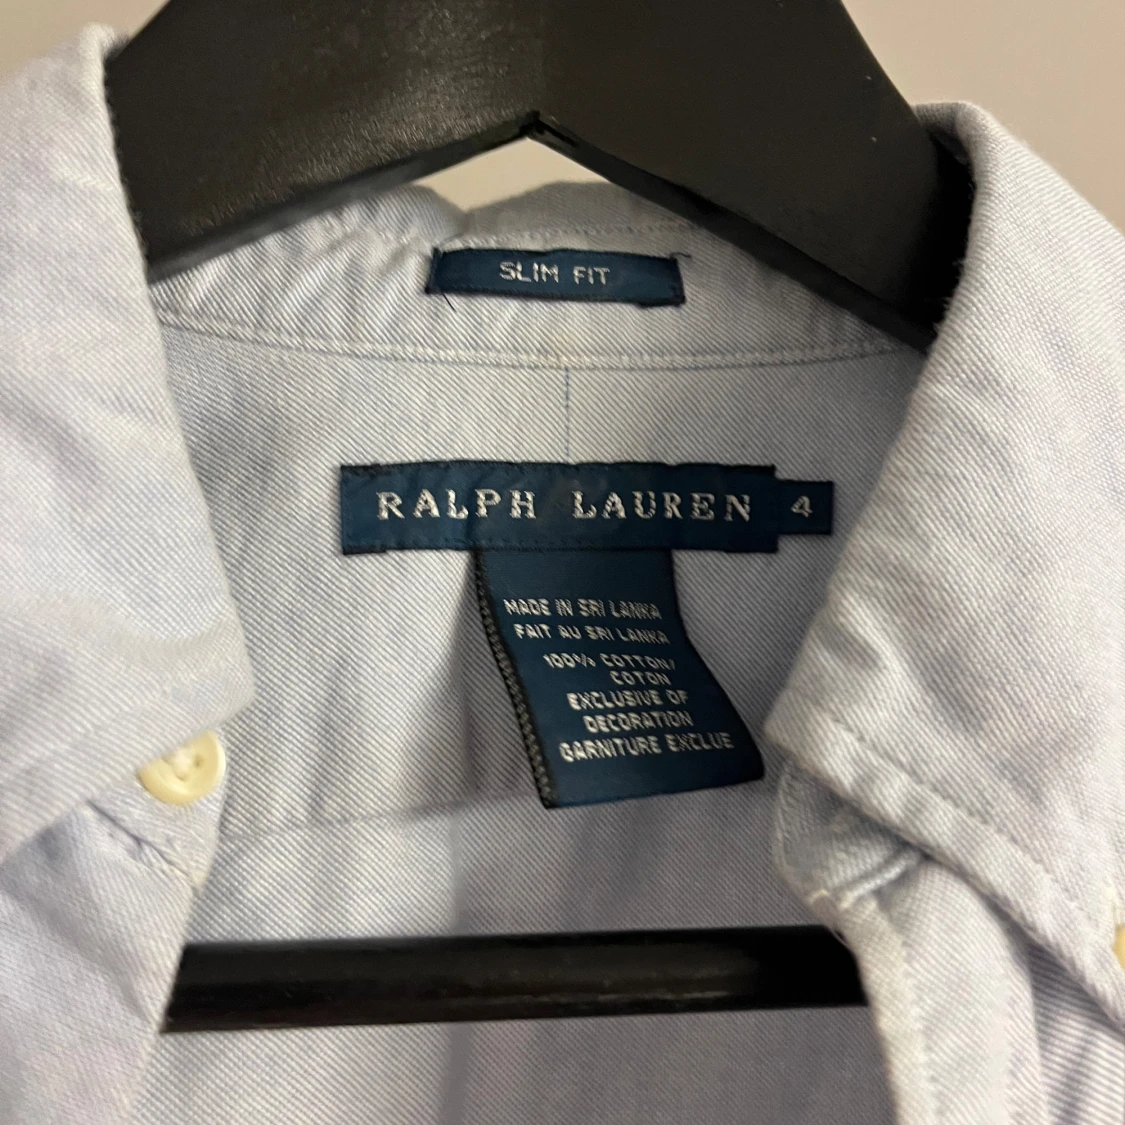 SLIM FIT
RALPH LAUREN 4
MADE IN SRI LANKA
FAIT AU SRI LANKA
100% COTTON/
COTON
EXCLUSIVE OF
DECORATION
GARNITURE EXCLUE